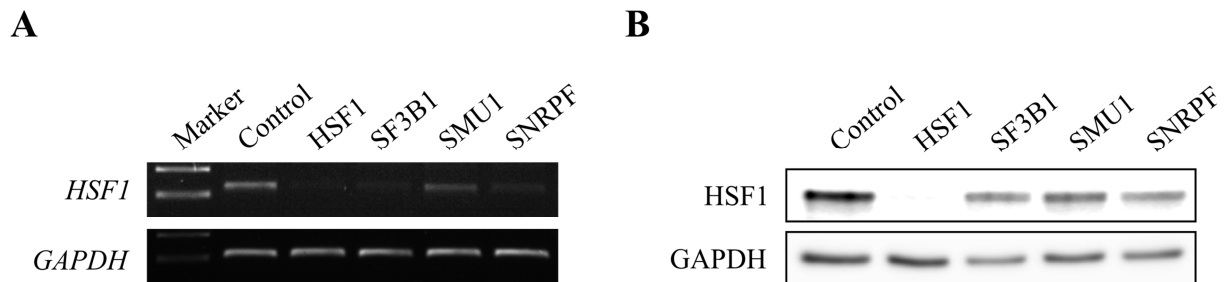 A
Marker Control HSF1 SF3B1 SMU1 SNRPF
HSF1
GAPDH
B
Control HSF1 SF3B1 SMU1 SNRPF
HSF1
GAPDH